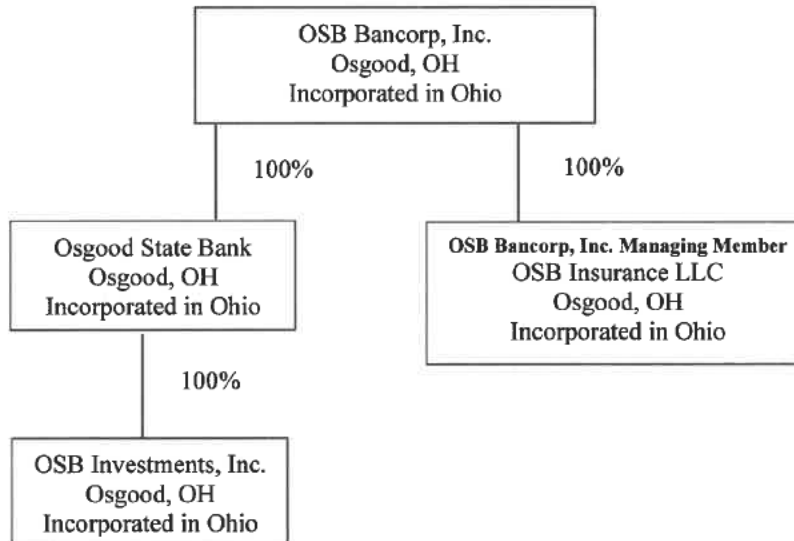 OSB Bancorp, Inc.
Osgood, OH
Incorporated in Ohio
100%
100%
Osgood State Bank
Osgood, OH
Incorporated in Ohio
OSB Bancorp, Inc. Managing Member
OSB Insurance LLC
Osgood, OH
Incorporated in Ohio
100%
OSB Investments, Inc.
Osgood, OH
Incorporated in Ohio